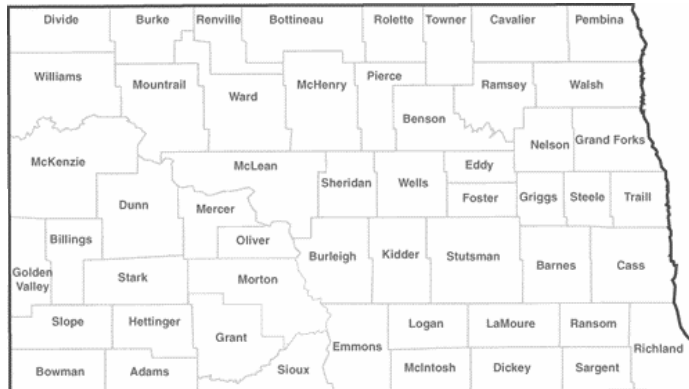 Divide Burke Renville Bottineau Rolette Towner Cavalier Pembina
Williams Mountrail Ward McHenry Pierce Ramsey Walsh
Benson
Nelson Grand Forks
McKenzie McLean Eddy
Sheridan Wells
Dunn Mercer Foster Griggs Steele Traill
Billings Oliver Burleigh Kidder Stutsman
Golden
Valley
Stark Morton Barnes Cass
Slope Hettinger Grant Emmons Logan LaMoure Ransom Richland
Bowman Adams Sioux McIntosh Dickey Sargent